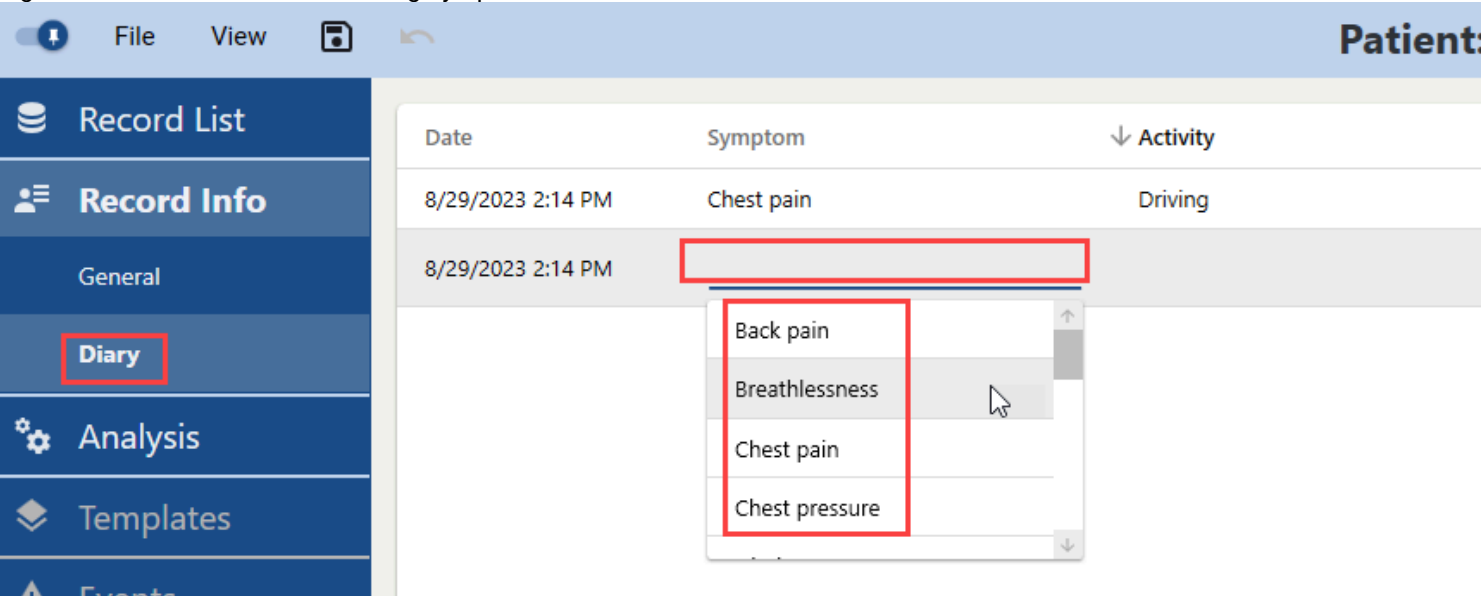 File View
Patient:
Record List
Record Info
General
Diary
Analysis
Templates
Events
Date Symptom Activity
8/29/2023 2:14 PM Chest pain Driving
8/29/2023 2:14 PM
Back pain
Breathlessness
Chest pain
Chest pressure